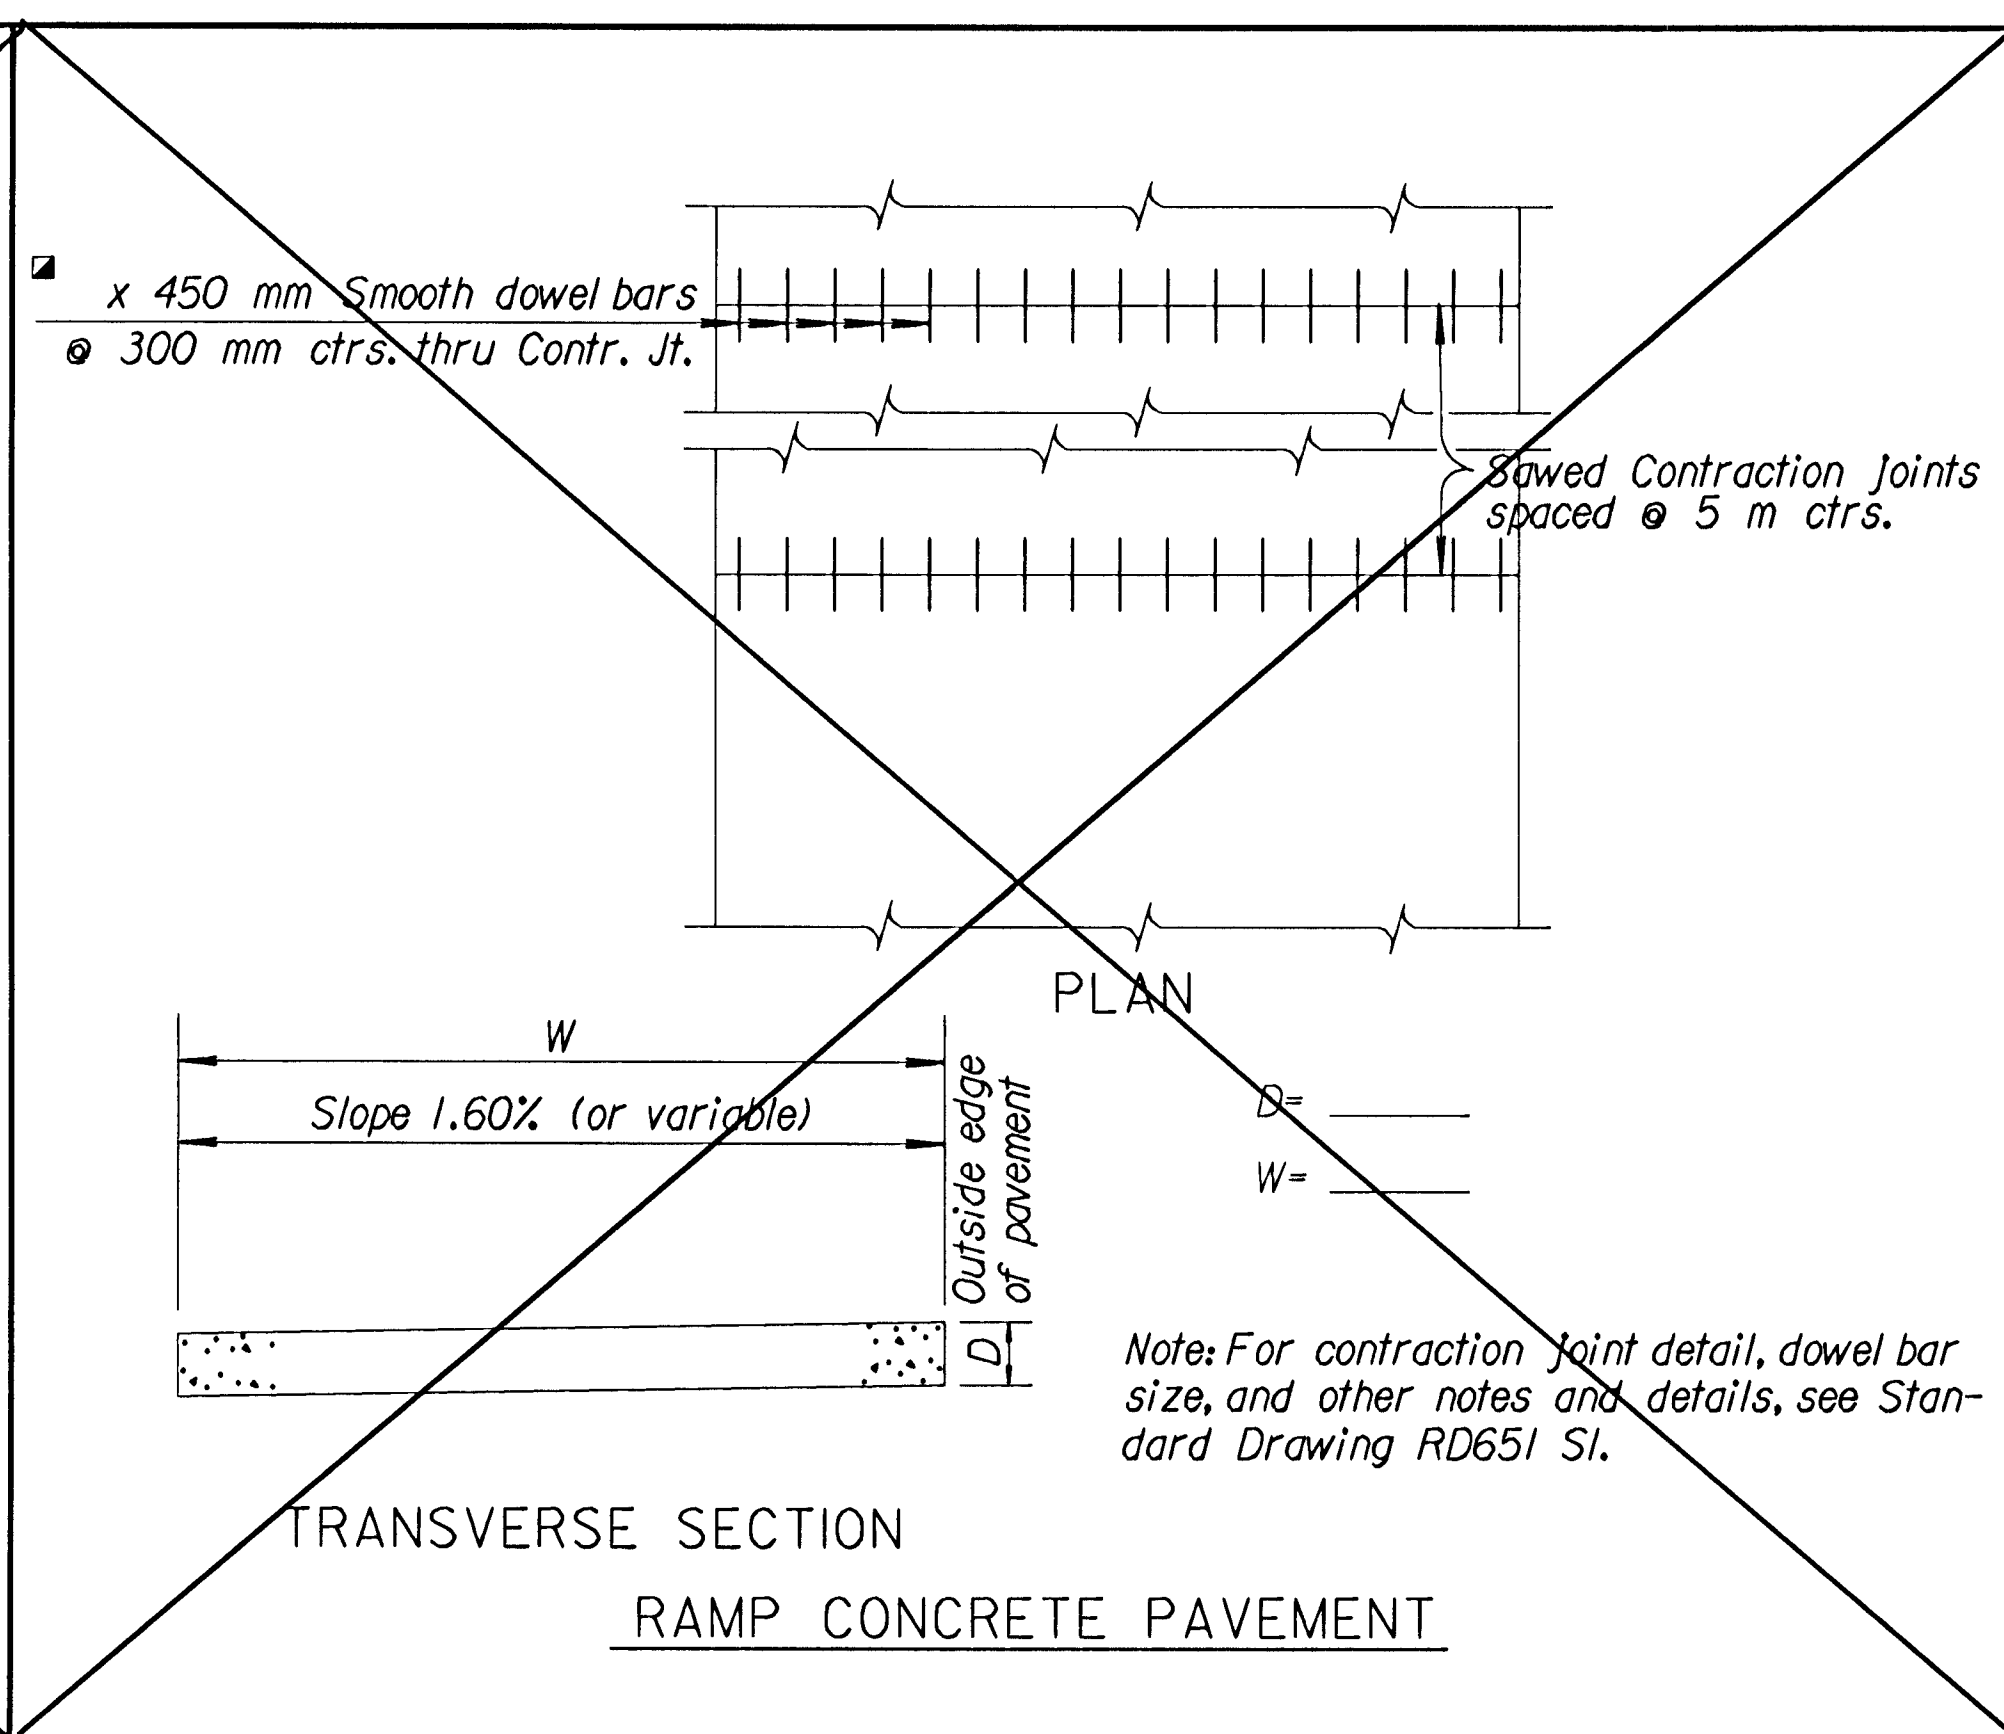 x 450 mm Smooth dowel bars
@ 300 mm ctrs. thru Contr. Jt.
Sawed Contraction joints
spaced @ 5 m ctrs.
PLAN
W
Slope 1.60% (or variable)
Outside edge
of pavement
D
D=
W=
Note: For contraction joint detail, dowel bar
size, and other notes and details, see Stan-
dard Drawing RD651 SI.
TRANSVERSE SECTION
RAMP CONCRETE PAVEMENT